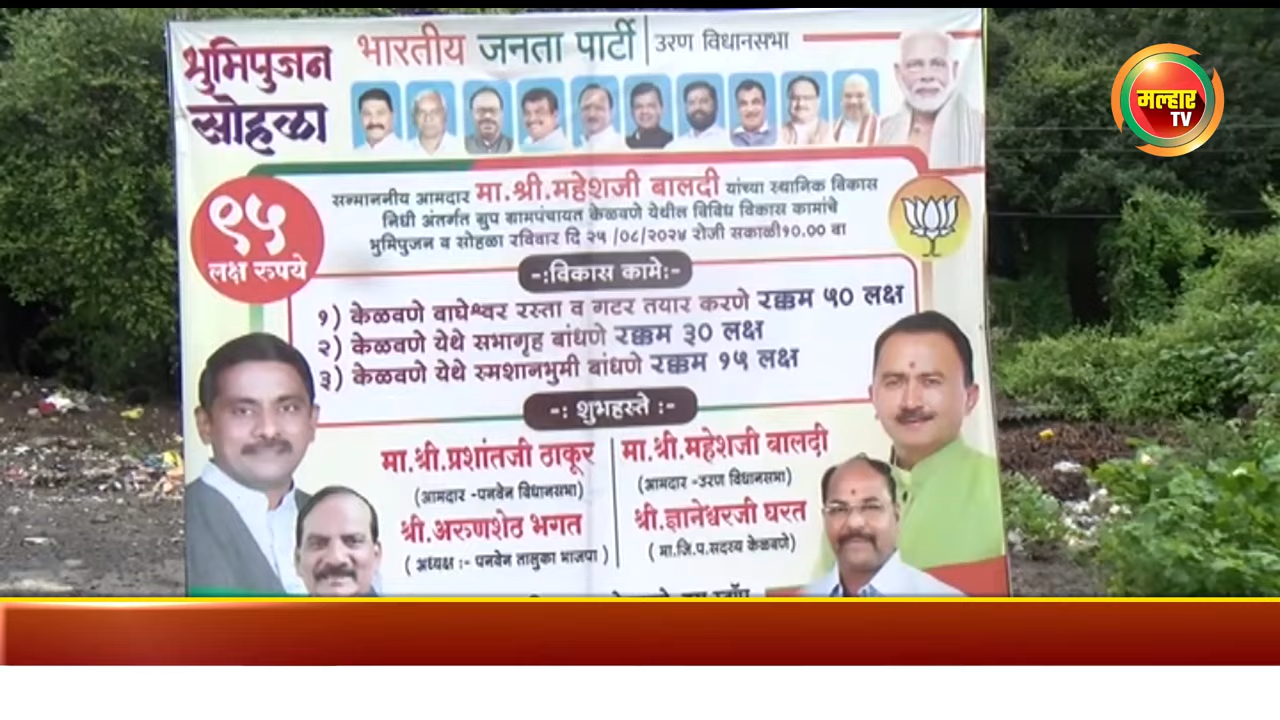 भुमिपुजन
सोहळा
भारतीय जनता पार्टी उरण विधानसभा
मल्हार
TV
९५
लक्ष रुपये
सन्माननीय आमदार मा.श्री.महेशजी बालदी यांच्या स्थानिक विकास
निधी अंतर्गत ग्रुप ग्रामपंचायत केळवणे येथील विविध विकास कामांचे
भुमिपुजन व सोहळा रविवार दि २५ /०८/२०२४ रोजी सकाळी१०.०० वा
-:विकास कामे:-
१) केळवणे वाघेश्वर रस्ता व गटर तयार करणे रक्कम ५० लक्ष
२) केळवणे येथे सभागृह बांधणे रक्कम ३० लक्ष
३) केळवणे येथे स्मशानभुमी बांधणे रक्कम १५ लक्ष
-: शुभहस्ते :-
मा.श्री.प्रशांतजी ठाकूर
(आमदार -पनवेन विधानसभा)
श्री.अरुणशेठ भगत
( अध्यक्ष :- पनवेन तालुका भाजपा )
मा.श्री.महेशजी बालदी
(आमदार -उरण विधानसभा)
श्री.ज्ञानेश्वरजी घरत
( मा.जि.प.सदस्य केळवणे)